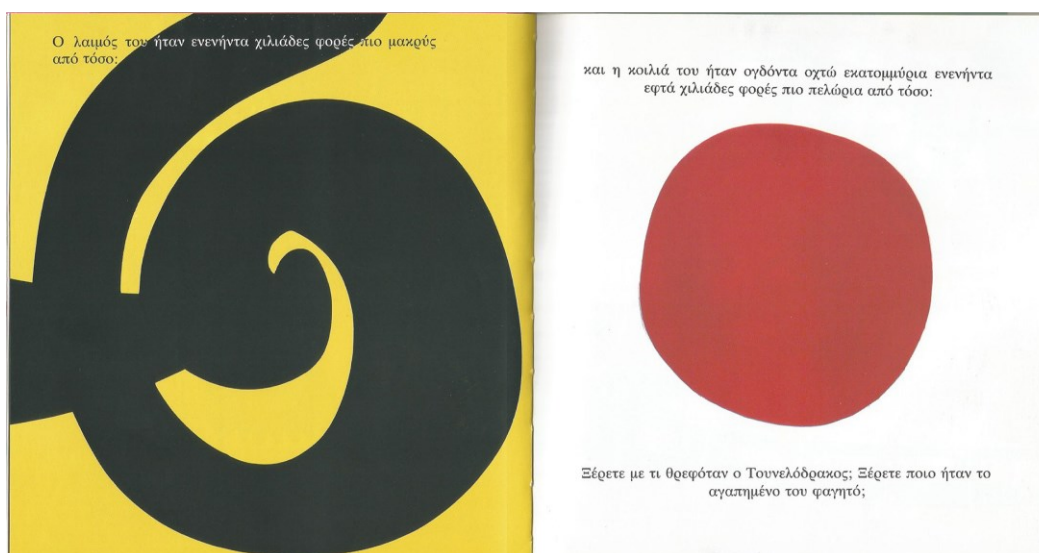 Ο λαιμός του ήταν ενενήντα χιλιάδες φορές πιο μακρύς
από τόσο:
και η κοιλιά του ήταν ογδόντα οχτώ εκατομμύρια ενενήντα
εφτά χιλιάδες φορές πιο πελώρια από τόσο:
Ξέρετε με τι θρεφόταν ο Τουνελόδρακος; Ξέρετε ποιο ήταν το
αγαπημένο του φαγητό;